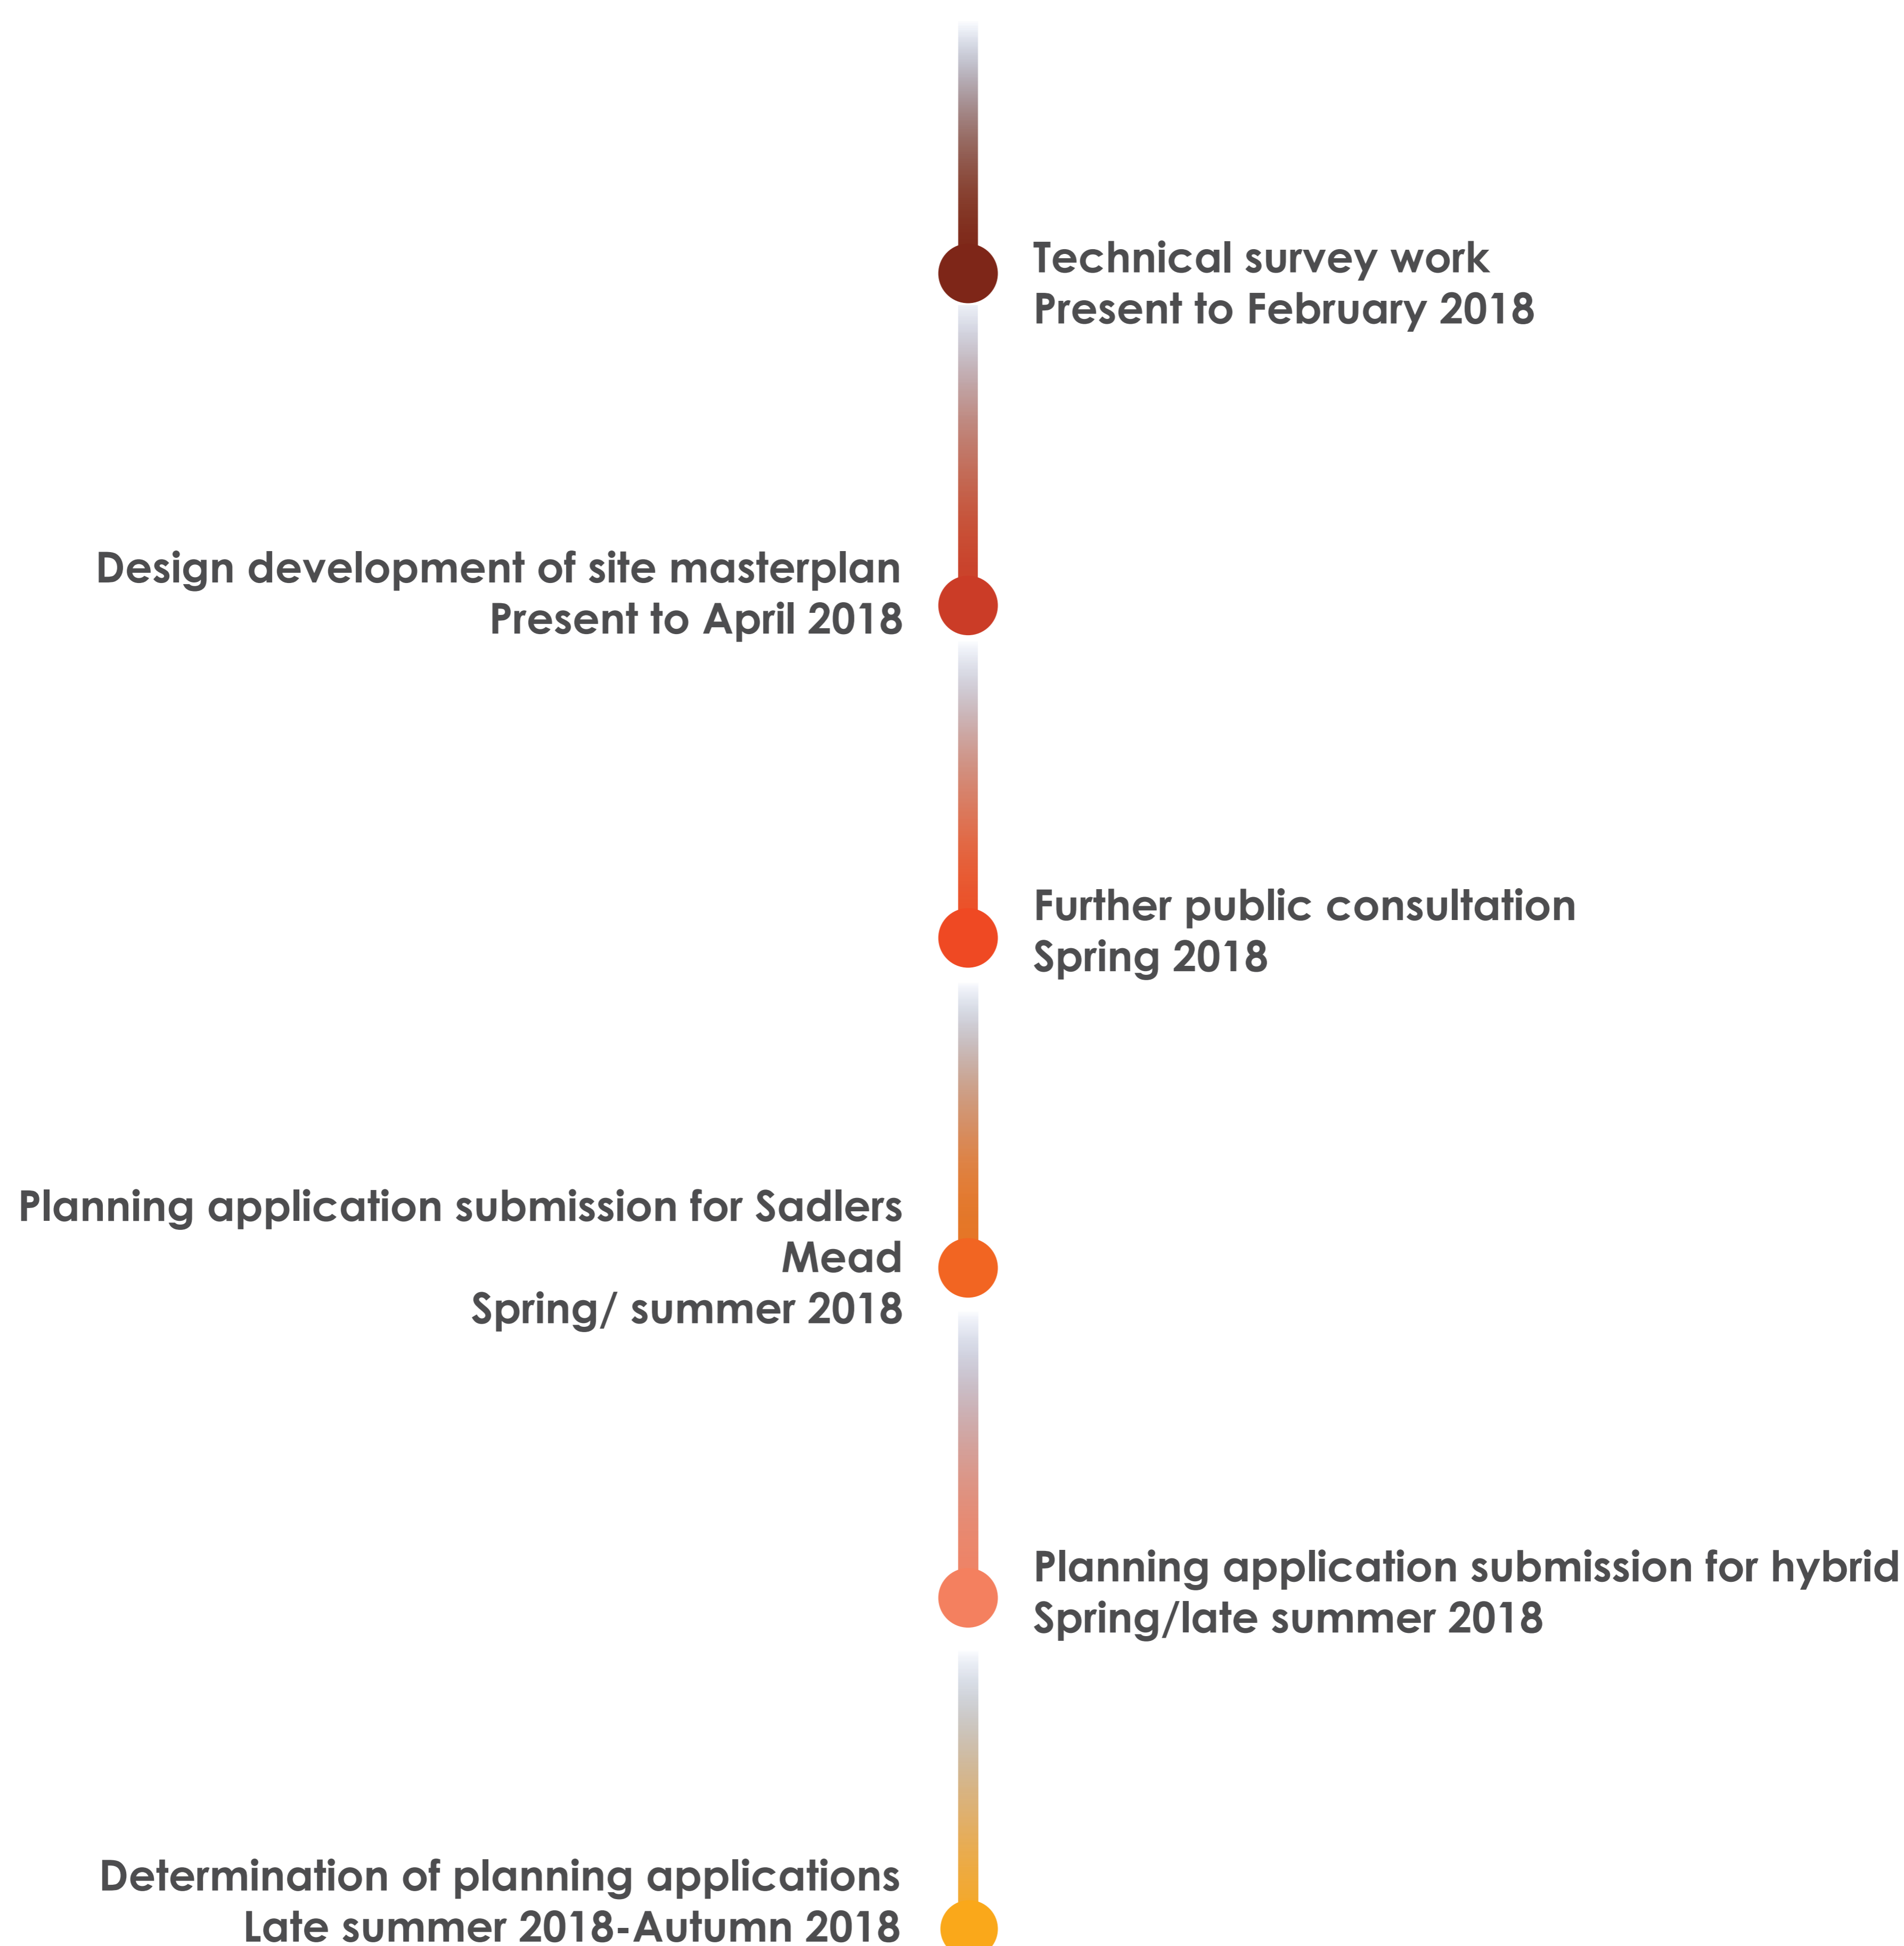 Technical survey work
Present to February 2018
Design development of site masterplan
Present to April 2018
Further public consultation
Spring 2018
Planning application submission for Sadlers
Mead
Spring/ summer 2018
Planning application submission for hybrid
Spring/late summer 2018
Determination of planning applications
Late summer 2018-Autumn 2018